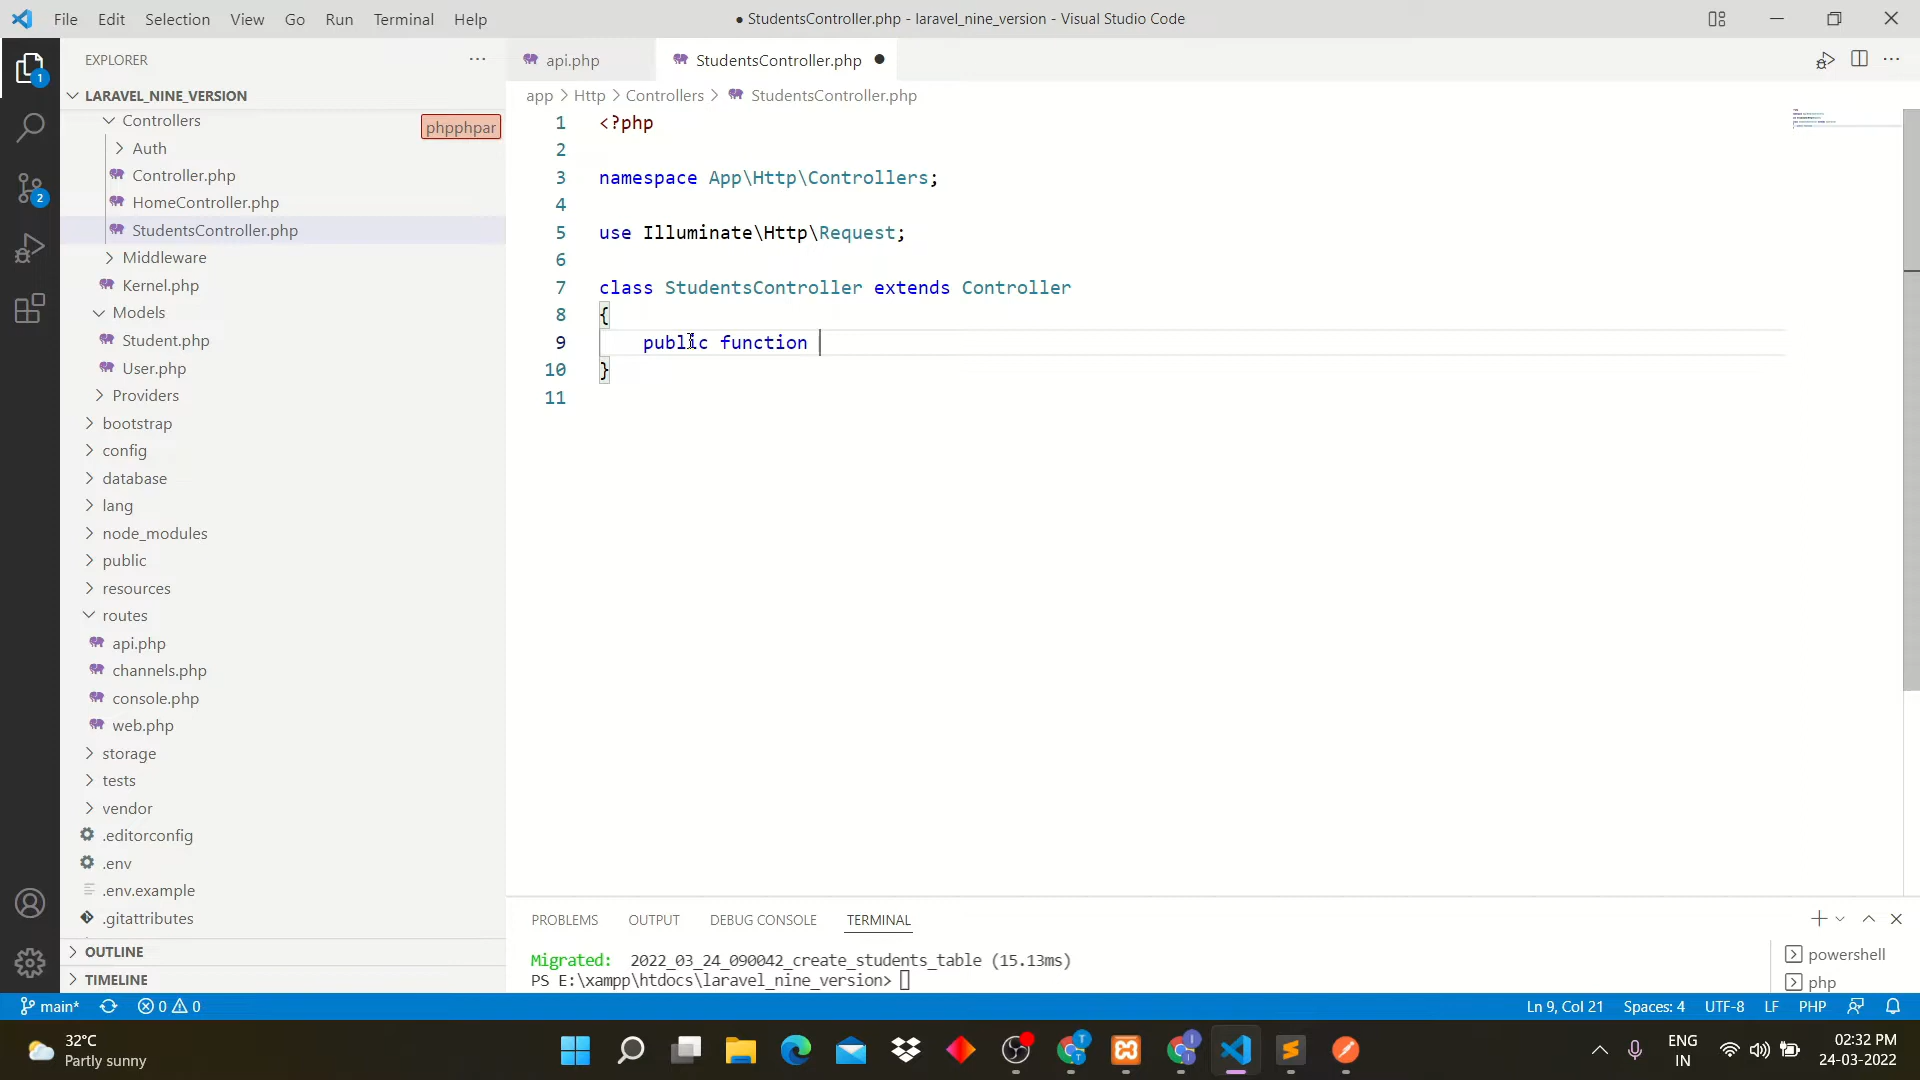 File Edit Selection View Go Run Terminal Help
● StudentsController.php - laravel_nine_version - Visual Studio Code
EXPLORER
LARAVEL_NINE_VERSION
phpphpar
Controllers
Auth
Controller.php
HomeController.php
StudentsController.php
Middleware
Kernel.php
Models
Student.php
User.php
Providers
bootstrap
config
database
lang
node_modules
public
resources
routes
api.php
channels.php
console.php
web.php
storage
tests
vendor
.editorconfig
.env
.env.example
.gitattributes
OUTLINE
TIMELINE
1
2
api.php
StudentsController.php
app > Http > Controllers > StudentsController.php
1 <?php
2
3 namespace App\Http\Controllers;
4
5 use Illuminate\Http\Request;
6
7 class StudentsController extends Controller
8 {
9 public function
10 }
11
PROBLEMS OUTPUT DEBUG CONSOLE TERMINAL
Migrated: 2022_03_24_090042_create_students_table (15.13ms)
PS E:\xampp\htdocs\laravel_nine_version>
powershell
php
main* 0 0
Ln 9, Col 21 Spaces: 4 UTF-8 LF PHP
32°C
Partly sunny
T
I
ENG
IN
02:32 PM
24-03-2022